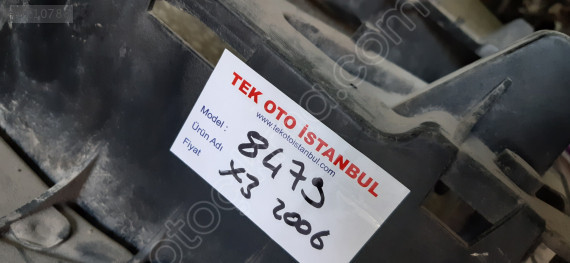 TEK OTO İSTANBUL
www.tekotoistanbul.com
Model :
Ürün Adı
Fiyat
8479
X3 2006